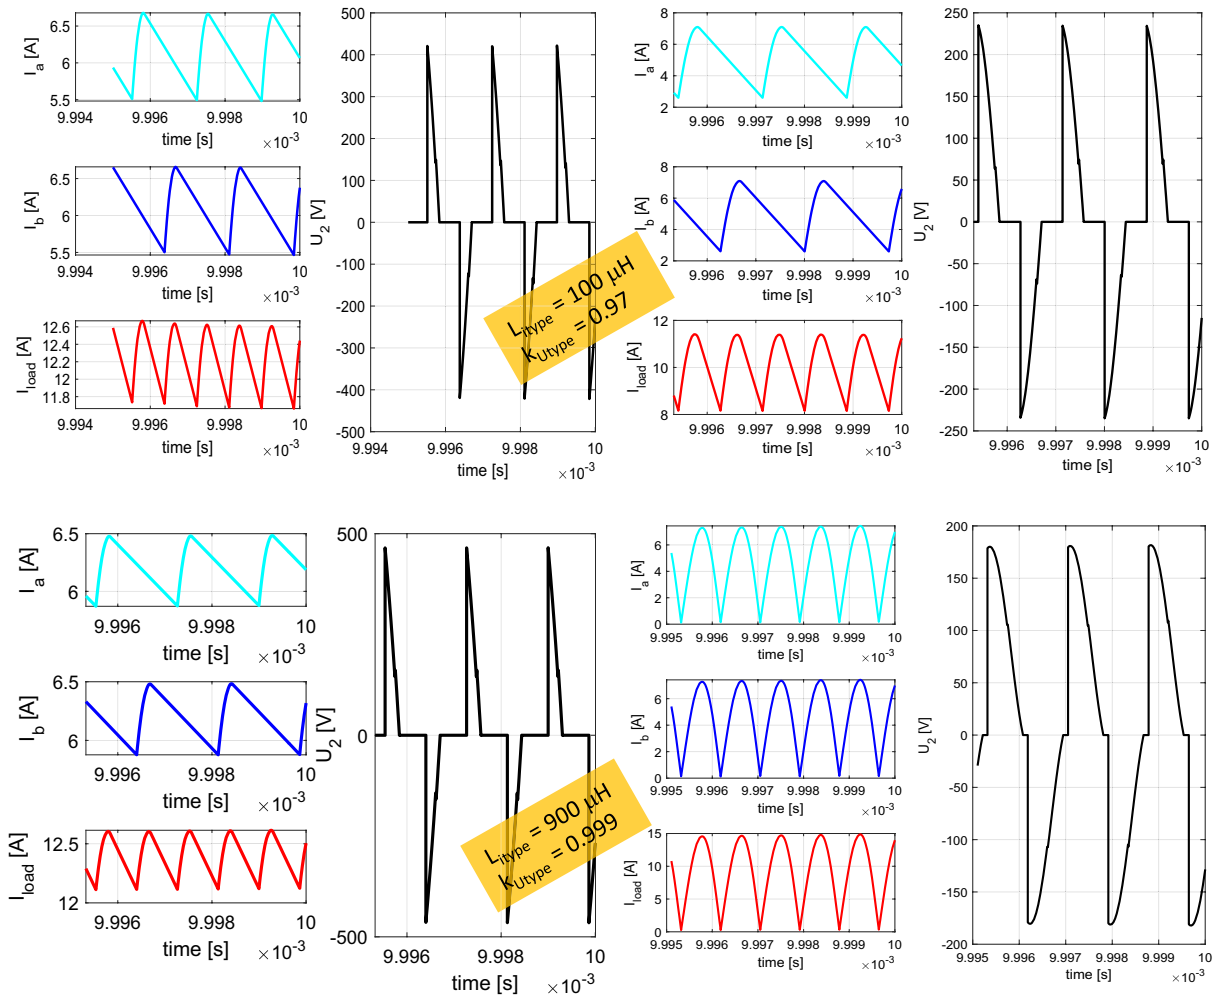 6.5
6
5.5
I_a [A]
9.994 9.996 9.998 10
time [s] ×10^-3
6.5
6
5.5
I_b [A]
9.994 9.996 9.998 10
time [s] ×10^-3
12.6
12.4
12.2
12
11.8
I_load [A]
9.994 9.996 9.998 10
time [s] ×10^-3
500
400
300
200
100
0
-100
-200
-300
-400
-500
U_2 [V]
9.994 9.996 9.998 10
time [s] ×10^-3
L_itype = 100 μH
k_Utype = 0.97
8
6
4
2
I_a [A]
9.996 9.997 9.998 9.999 10
time [s] ×10^-3
8
6
4
2
I_b [A]
9.996 9.997 9.998 9.999 10
time [s] ×10^-3
12
10
8
I_load [A]
9.996 9.997 9.998 9.999 10
time [s] ×10^-3
250
200
150
100
50
0
-50
-100
-150
-200
-250
U_2 [V]
9.996 9.997 9.998 9.999 10
time [s] ×10^-3
6.5
6
I_a [A]
9.996 9.998 10
time [s] ×10^-3
6.5
6
I_b [A]
9.996 9.998 10
time [s] ×10^-3
12.5
12
I_load [A]
9.996 9.998 10
time [s] ×10^-3
500
0
-500
U_2 [V]
9.996 9.998 10
time [s] ×10^-3
L_itype = 900 μH
k_Utype = 0.999
6
4
2
0
I_a [A]
9.995 9.996 9.997 9.998 9.999 10
time [s] ×10^-3
6
4
2
0
I_b [A]
9.995 9.996 9.997 9.998 9.999 10
time [s] ×10^-3
15
10
5
0
I_load [A]
9.995 9.996 9.997 9.998 9.999 10
time [s] ×10^-3
200
150
100
50
0
-50
-100
-150
-200
U_2 [V]
9.995 9.996 9.997 9.998 9.999 10
time [s] ×10^-3